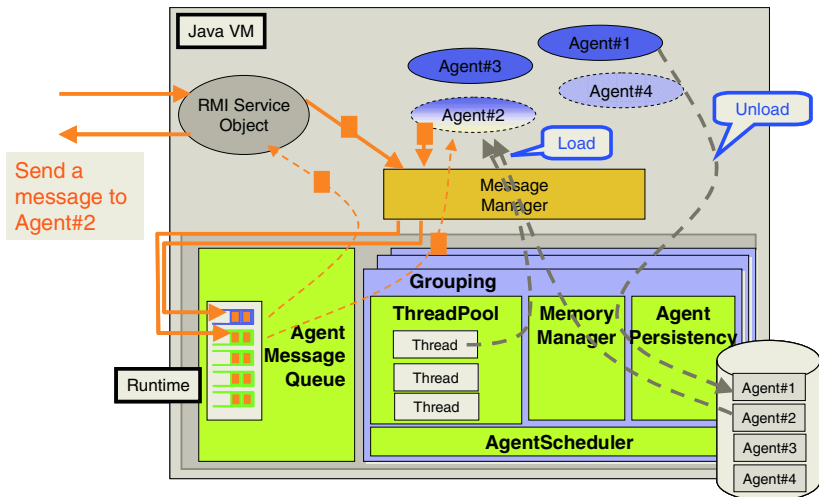 Java VM
Agent#1
Agent#3
Agent#4
RMI Service
Object
Agent#2
Unload
Load
Send a
message to
Agent#2
Message
Manager
Grouping
ThreadPool
Memory
Manager
Agent
Persistency
Agent
Message
Queue
Thread
Thread
Thread
Runtime
AgentScheduler
Agent#1
Agent#2
Agent#3
Agent#4